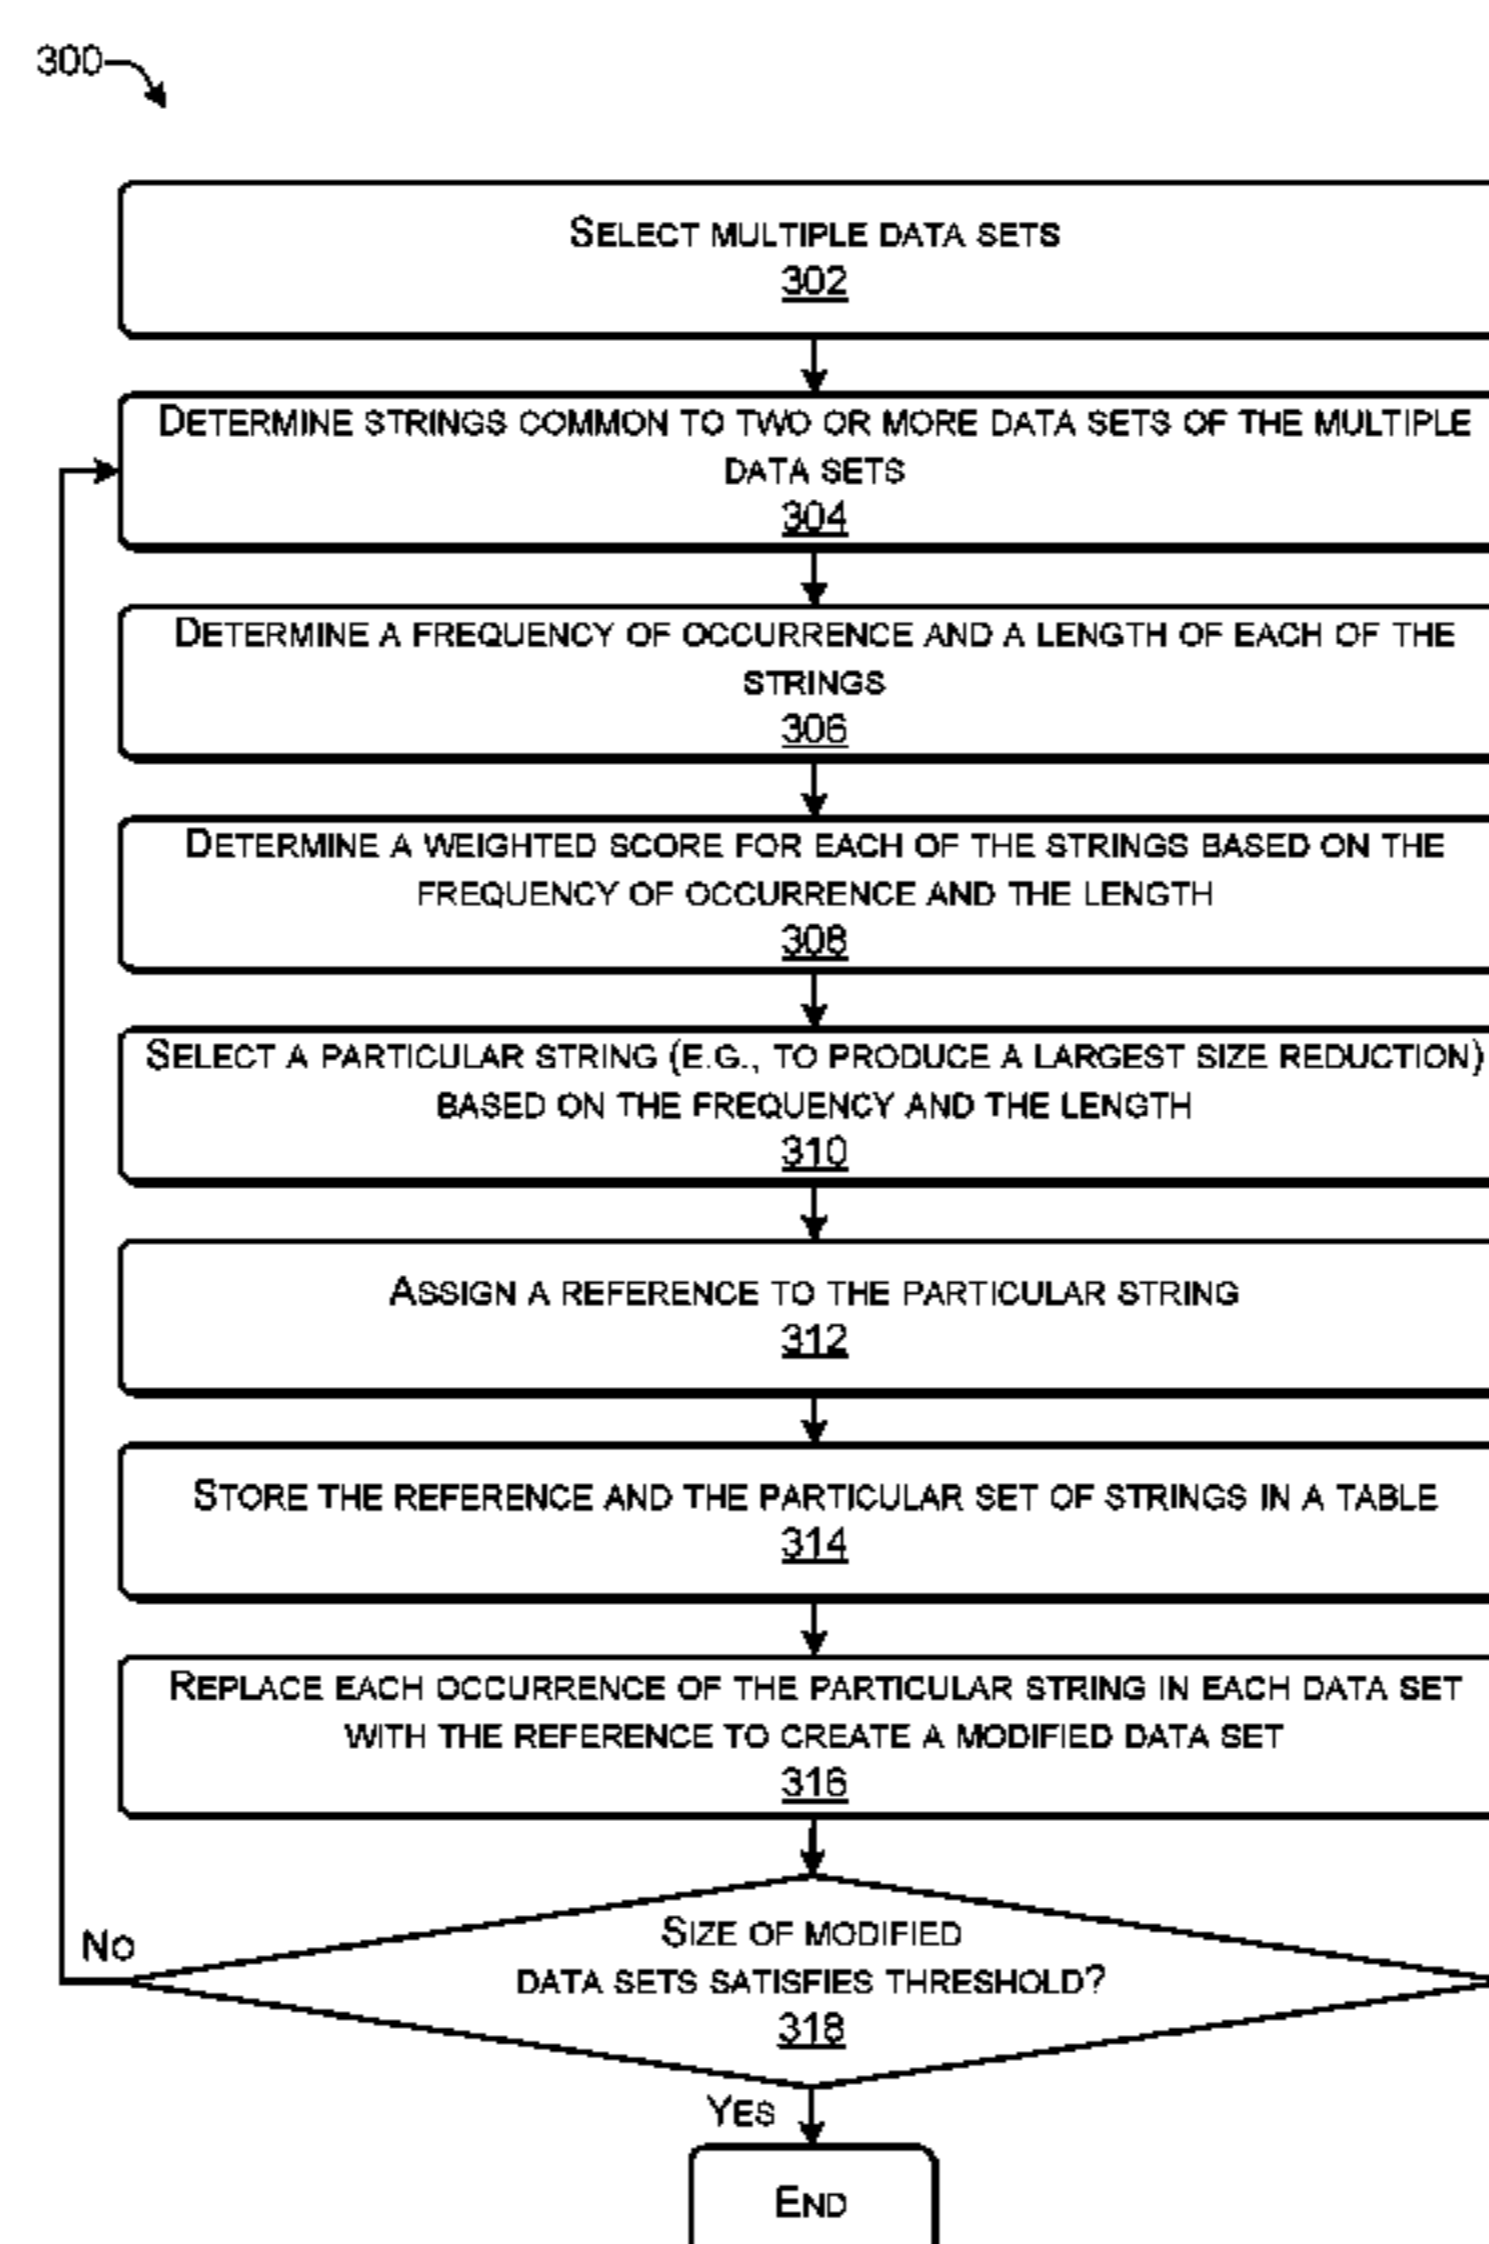 300
SELECT MULTIPLE DATA SETS
302
DETERMINE STRINGS COMMON TO TWO OR MORE DATA SETS OF THE MULTIPLE
DATA SETS
304
DETERMINE A FREQUENCY OF OCCURRENCE AND A LENGTH OF EACH OF THE
STRINGS
306
DETERMINE A WEIGHTED SCORE FOR EACH OF THE STRINGS BASED ON THE
FREQUENCY OF OCCURRENCE AND THE LENGTH
308
SELECT A PARTICULAR STRING (E.G., TO PRODUCE A LARGEST SIZE REDUCTION)
BASED ON THE FREQUENCY AND THE LENGTH
310
ASSIGN A REFERENCE TO THE PARTICULAR STRING
312
STORE THE REFERENCE AND THE PARTICULAR SET OF STRINGS IN A TABLE
314
REPLACE EACH OCCURRENCE OF THE PARTICULAR STRING IN EACH DATA SET
WITH THE REFERENCE TO CREATE A MODIFIED DATA SET
316
NO
SIZE OF MODIFIED
DATA SETS SATISFIES THRESHOLD?
318
YES
END